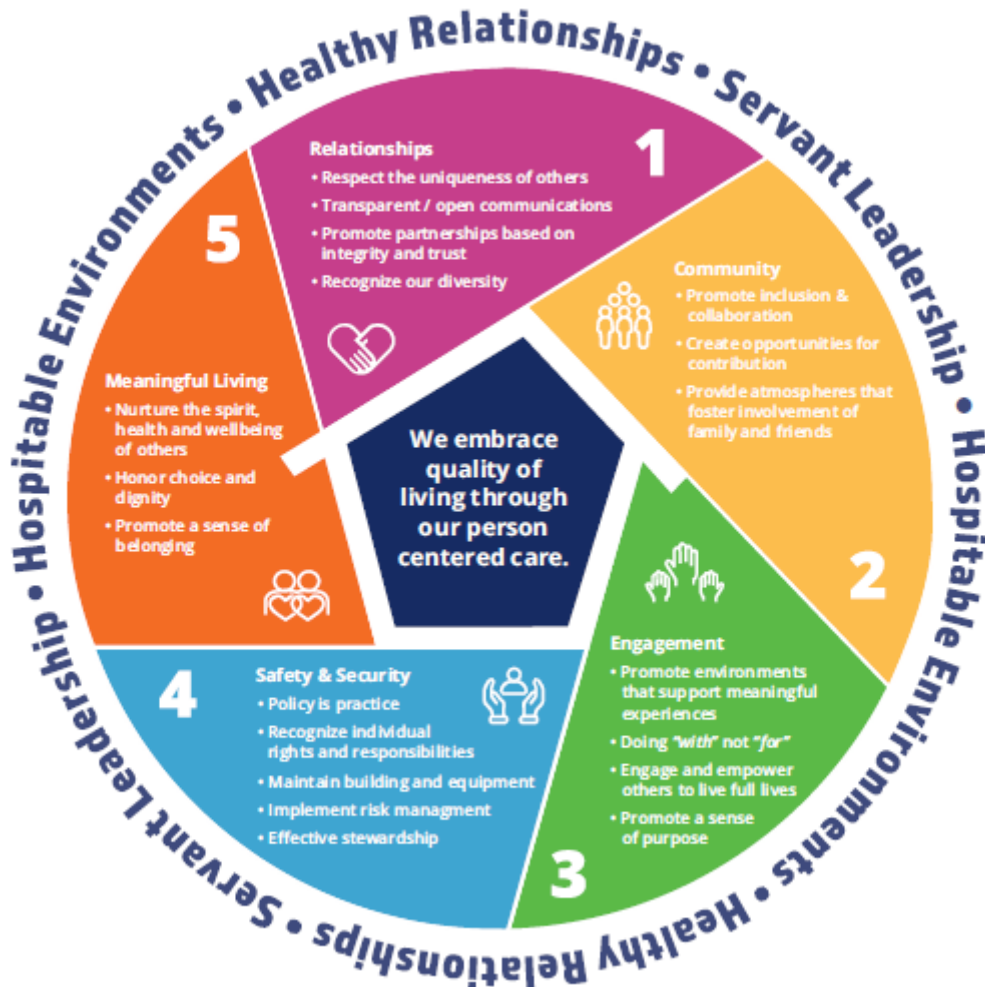 Healthy Relationships • Servant Leadership • Hospitable Environments • Healthy Relationships • Servant Leadership • Hospitable Environments •
1
Relationships
• Respect the uniqueness of others
• Transparent / open communications
• Promote partnerships based on
integrity and trust
• Recognize our diversity
2
Community
• Promote inclusion &
collaboration
• Create opportunities for
contribution
• Provide atmospheres that
foster involvement of
family and friends
3
Engagement
• Promote environments
that support meaningful
experiences
• Doing "with" not "for"
• Engage and empower
others to live full lives
• Promote a sense
of purpose
4
Safety & Security
• Policy is practice
• Recognize individual
rights and responsibilities
• Maintain building and equipment
• Implement risk managment
• Effective stewardship
5
Meaningful Living
• Nurture the spirit,
health and wellbeing
of others
• Honor choice and
dignity
• Promote a sense of
belonging
We embrace
quality of
living through
our person
centered care.